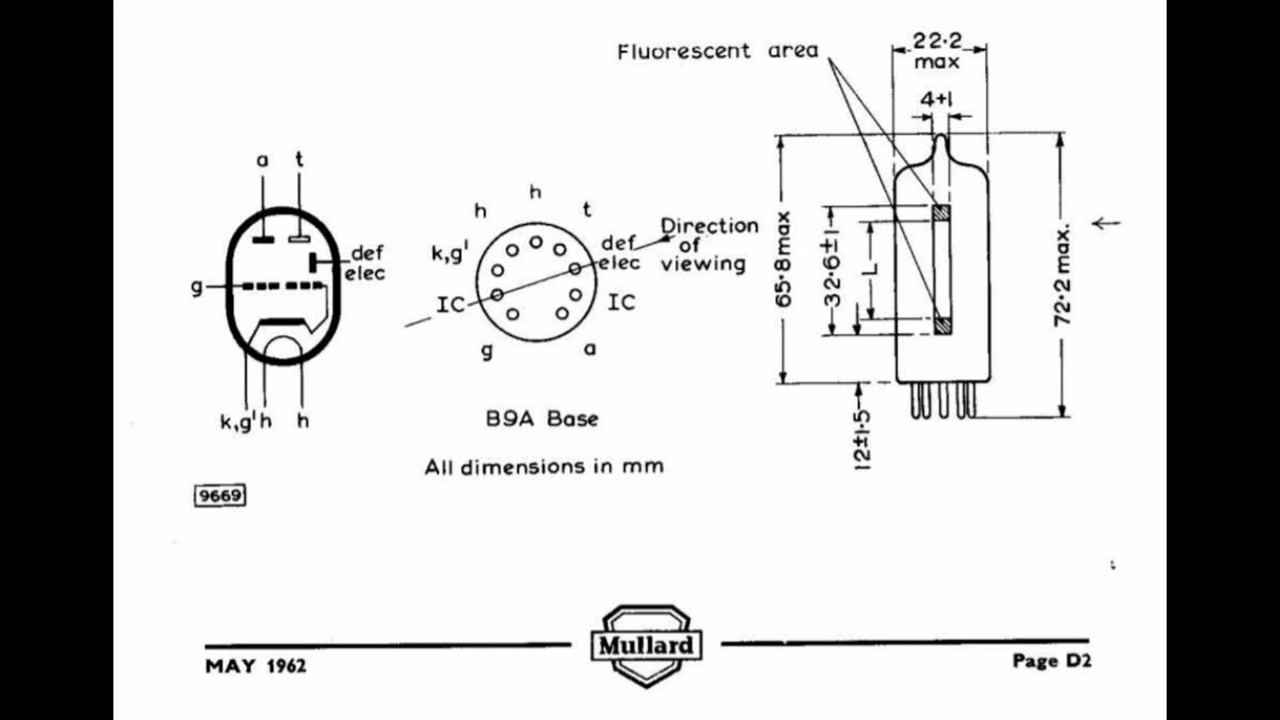 Fluorescent area
22·2
max
4+1
a t
h
h t
Direction
of
viewing
def
elec
k,g'
def
elec
g
IC
IC
g a
65·8 max
32·6±1
L
72·2 max.
12±1·5
k,g' h h
B9A Base
All dimensions in mm
9669
Mullard
MAY 1962
Page D2